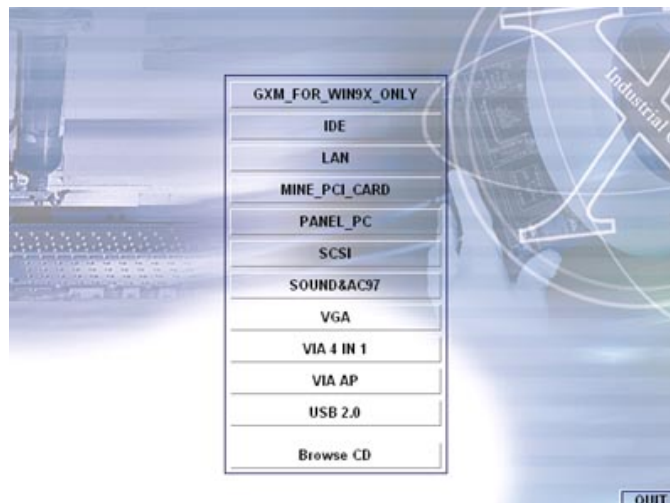 Industrial
GXM_FOR_WIN9X_ONLY
IDE
LAN
MINE_PCI_CARD
PANEL_PC
SCSI
SOUND&AC97
VGA
VIA 4 IN 1
VIA AP
USB 2.0
Browse CD
QUIT